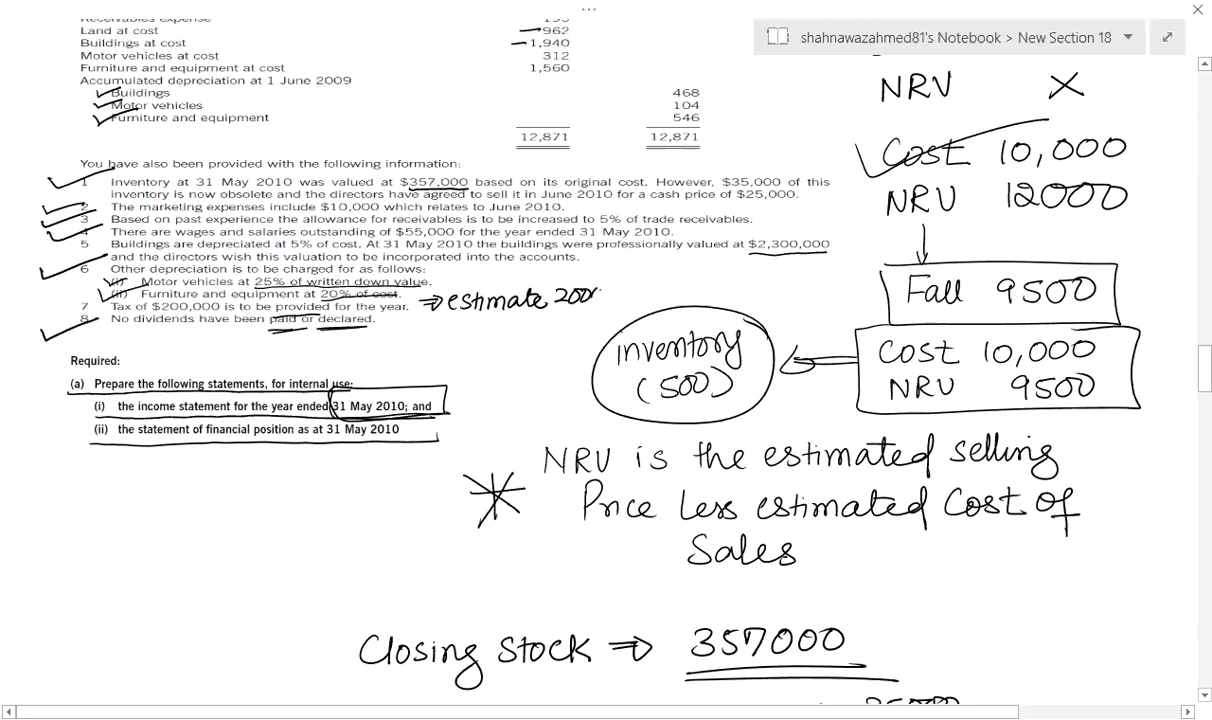 shahnawazahmed81's Notebook > New Section 18
Receivables expense 195
Land at cost 962
Buildings at cost 1,940
Motor vehicles at cost 312
Furniture and equipment at cost 1,560
Accumulated depreciation at 1 June 2009
Buildings 468
Motor vehicles 104
Furniture and equipment 546
12,871 12,871
You have also been provided with the following information:
1 Inventory at 31 May 2010 was valued at $357,000 based on its original cost. However, $35,000 of this
inventory is now obsolete and the directors have agreed to sell it in June 2010 for a cash price of $25,000.
2 The marketing expenses include $10,000 which relates to June 2010.
3 Based on past experience the allowance for receivables is to be increased to 5% of trade receivables.
4 There are wages and salaries outstanding of $55,000 for the year ended 31 May 2010.
5 Buildings are depreciated at 5% of cost. At 31 May 2010 the buildings were professionally valued at $2,300,000
and the directors wish this valuation to be incorporated into the accounts.
6 Other depreciation is to be charged for as follows:
(i) Motor vehicles at 25% of written down value.
(ii) Furniture and equipment at 20% of cost.
7 Tax of $200,000 is to be provided for the year. ⇒ estimate
8 No dividends have been paid or declared.
Required:
(a) Prepare the following statements, for internal use:
(i) the income statement for the year ended 31 May 2010; and
(ii) the statement of financial position as at 31 May 2010
NRV X
Cost 10,000
NRV 12000
Fall 9500
Cost 10,000
NRV 9500
inventory
(500)
NRV is the estimated selling
Price Less estimated Cost of
Sales
Closing stock ⇒ 357000